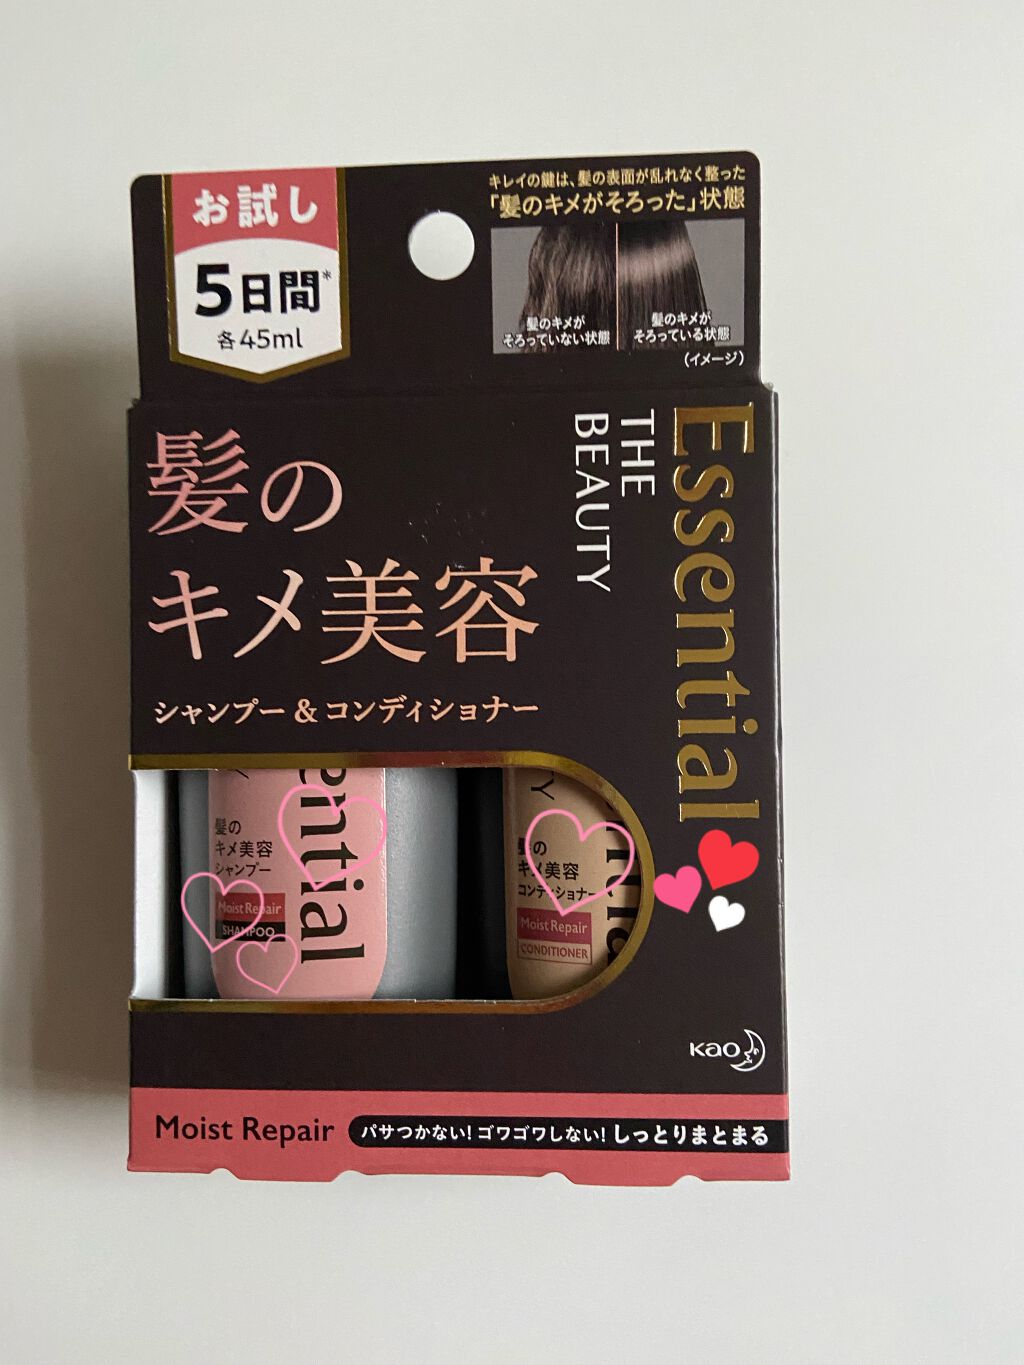 お試し
5日間*
各45ml
キレイの鍵は、髪の表面が乱れなく整った
「髪のキメがそろった」状態
髪のキメが
そろっていない状態
髪のキメが
そろっている状態
(イメージ)
Essential
THE
BEAUTY
髪の
キメ美容
シャンプー&コンディショナー
ential
髪の
キメ美容
シャンプー
Moist Repair
SHAMPOO
TY
髪の
キメ美容
コンディショナー
Moist Repair
CONDITIONER
Kao
Moist Repair
パサつかない!ゴワゴワしない!しっとりまとまる